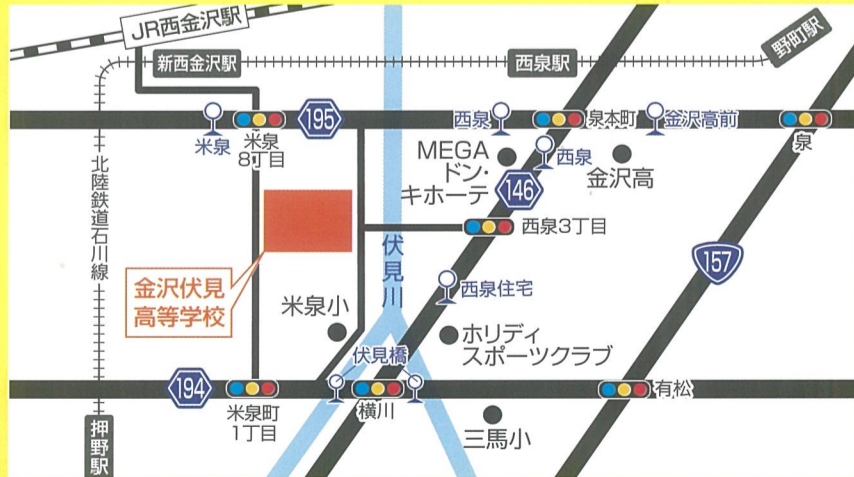 JR西金沢駅
新西金沢駅
西泉駅
野町駅
195
米泉
米泉
8丁目
西泉
泉本町
金沢高前
泉
MEGA
ドン・
キホーテ
西泉
金沢高
146
西泉3丁目
157
北陸鉄道石川線
金沢伏見
高等学校
伏見川
西泉住宅
米泉小
ホリディ
スポーツクラブ
伏見橋
194
米泉町
1丁目
横川
有松
三馬小
押野駅